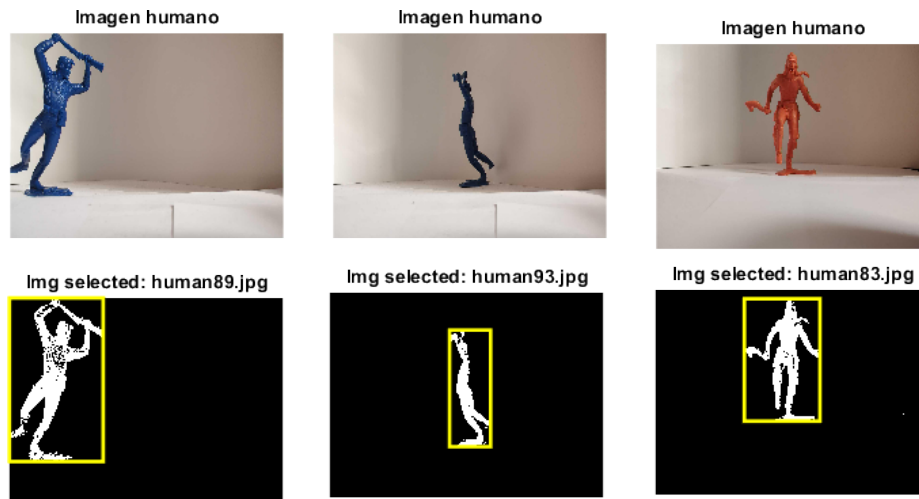 Imagen humano
Imagen humano
Imagen humano
Img selected: human89.jpg
Img selected: human93.jpg
Img selected: human83.jpg